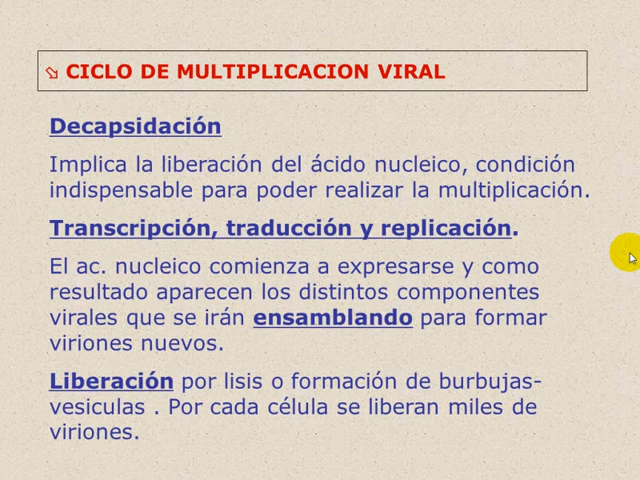 CICLO DE MULTIPLICACION VIRAL
Decapsidación
Implica la liberación del ácido nucleico, condición
indispensable para poder realizar la multiplicación.
Transcripción, traducción y replicación.
El ac. nucleico comienza a expresarse y como
resultado aparecen los distintos componentes
virales que se irán ensamblando para formar
viriones nuevos.
Liberación por lisis o formación de burbujas-
vesiculas . Por cada célula se liberan miles de
viriones.